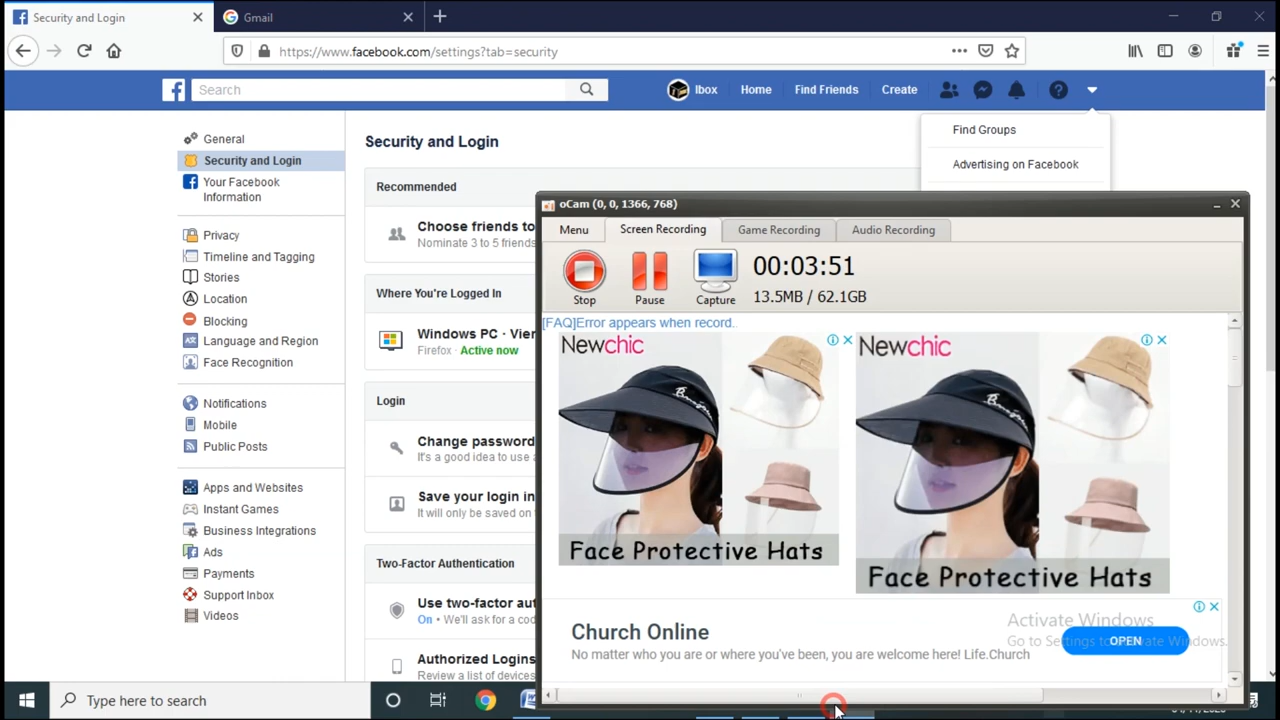 Security and Login
Gmail
https://www.facebook.com/settings?tab=security
Search
Ibox
Home
Find Friends
Create
Find Groups
Advertising on Facebook
General
Security and Login
Your Facebook
Information
Privacy
Timeline and Tagging
Stories
Location
Blocking
Language and Region
Face Recognition
Notifications
Mobile
Public Posts
Apps and Websites
Instant Games
Business Integrations
Ads
Payments
Support Inbox
Videos
Security and Login
Recommended
Choose friends to
Nominate 3 to 5 friends
Where You're Logged In
Windows PC · Vier
Firefox · Active now
Login
Change password
It's a good idea to use a
Save your login in
It will only be saved on
Two-Factor Authentication
Use two-factor aut
On • We'll ask for a cod
Authorized Logins
Review a list of devices
oCam (0, 0, 1366, 768)
Menu
Screen Recording
Game Recording
Audio Recording
Stop
Pause
Capture
00:03:51
13.5MB / 62.1GB
[FAQ]Error appears when record.
Newchic
Face Protective Hats
Newchic
Face Protective Hats
Church Online
No matter who you are or where you've been, you are welcome here! Life.Church
OPEN
Activate Windows
Go to Settings to activate Windows.
Type here to search